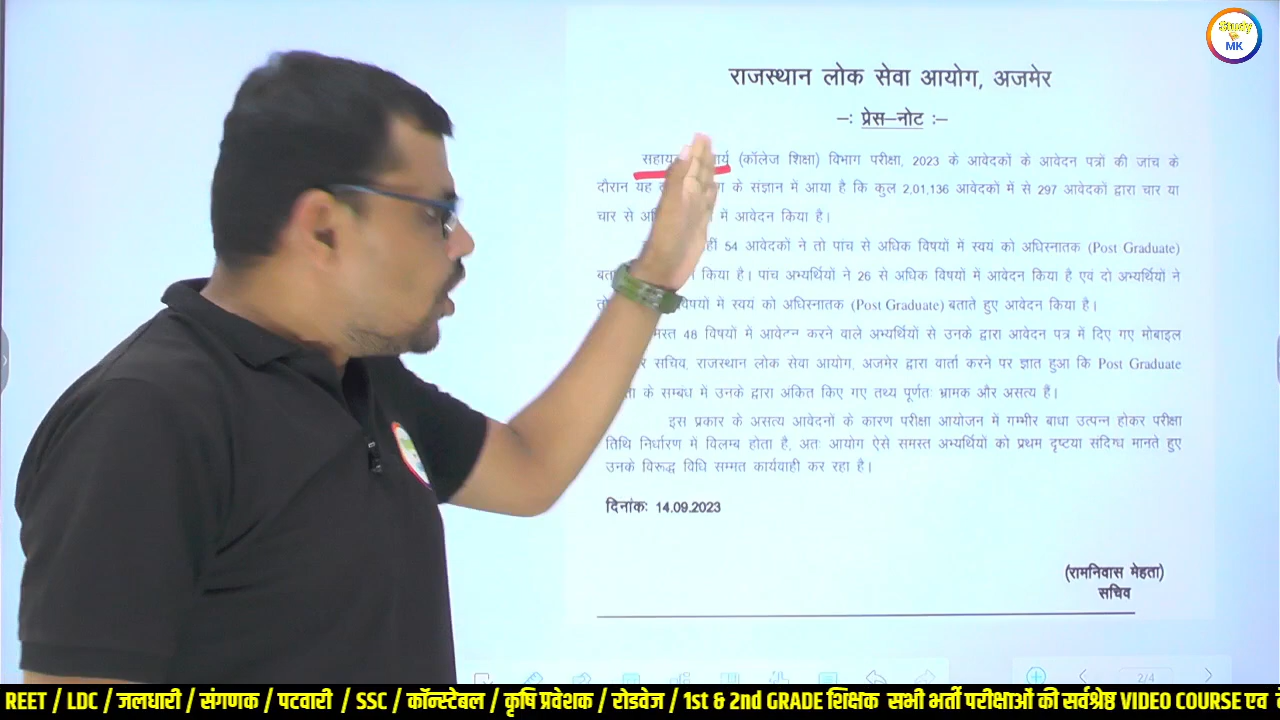 Study
MK
राजस्थान लोक सेवा आयोग, अजमेर
–: प्रेस–नोट :–
(कॉलेज शिक्षा) विभाग परीक्षा, 2023 के आवेदकों के आवेदन पत्रों की जांच के
दौरान यह के संज्ञान में आया है कि कुल 2,01,136 आवेदकों में से 297 आवेदकों द्वारा चार या
चार से में आवेदन किया है।
54 आवेदकों ने तो पांच से अधिक विषयों में स्वयं को अधिस्नातक (Post Graduate)
किया है। पाच अभ्यर्थियों ने 26 से अधिक विषयों में आवेदन किया है एवं दो अभ्यर्थियों ने
विषयों में स्वयं को अधिस्नातक (Post Graduate) बताते हुए आवेदन किया है।
48 विषयों में आवेदन करने वाले अभ्यर्थियों से उनके द्वारा आवेदन पत्र में दिए गए मोबाइल
सचिव, राजस्थान लोक सेवा आयोग, अजमेर द्वारा वार्ता करने पर ज्ञात हुआ कि Post Graduate
के सम्बंध में उनके द्वारा अंकित किए गए तथ्य पूर्णतः भ्रामक और असत्य हैं।
इस प्रकार के असत्य आवेदनों के कारण परीक्षा आयोजन में गम्भीर बाधा उत्पन्न होकर परीक्षा
तिथि निर्धारण में विलम्ब होता है, अतः आयोग ऐसे समस्त अभ्यर्थियों को प्रथम दृष्टया संदिग्ध मानते हुए
उनके विरूद्ध विधि सम्मत कार्यवाही कर रहा है।
दिनांकः 14.09.2023
(रामनिवास मेहता)
सचिव
2/4
REET / LDC / जलधारी / संगणक / पटवारी / SSC / कॉन्स्टेबल / कृषि प्रवेशक / रोडवेज / 1st & 2nd GRADE शिक्षक सभी भर्ती परीक्षाओं की सर्वश्रेष्ठ VIDEO COURSE एव